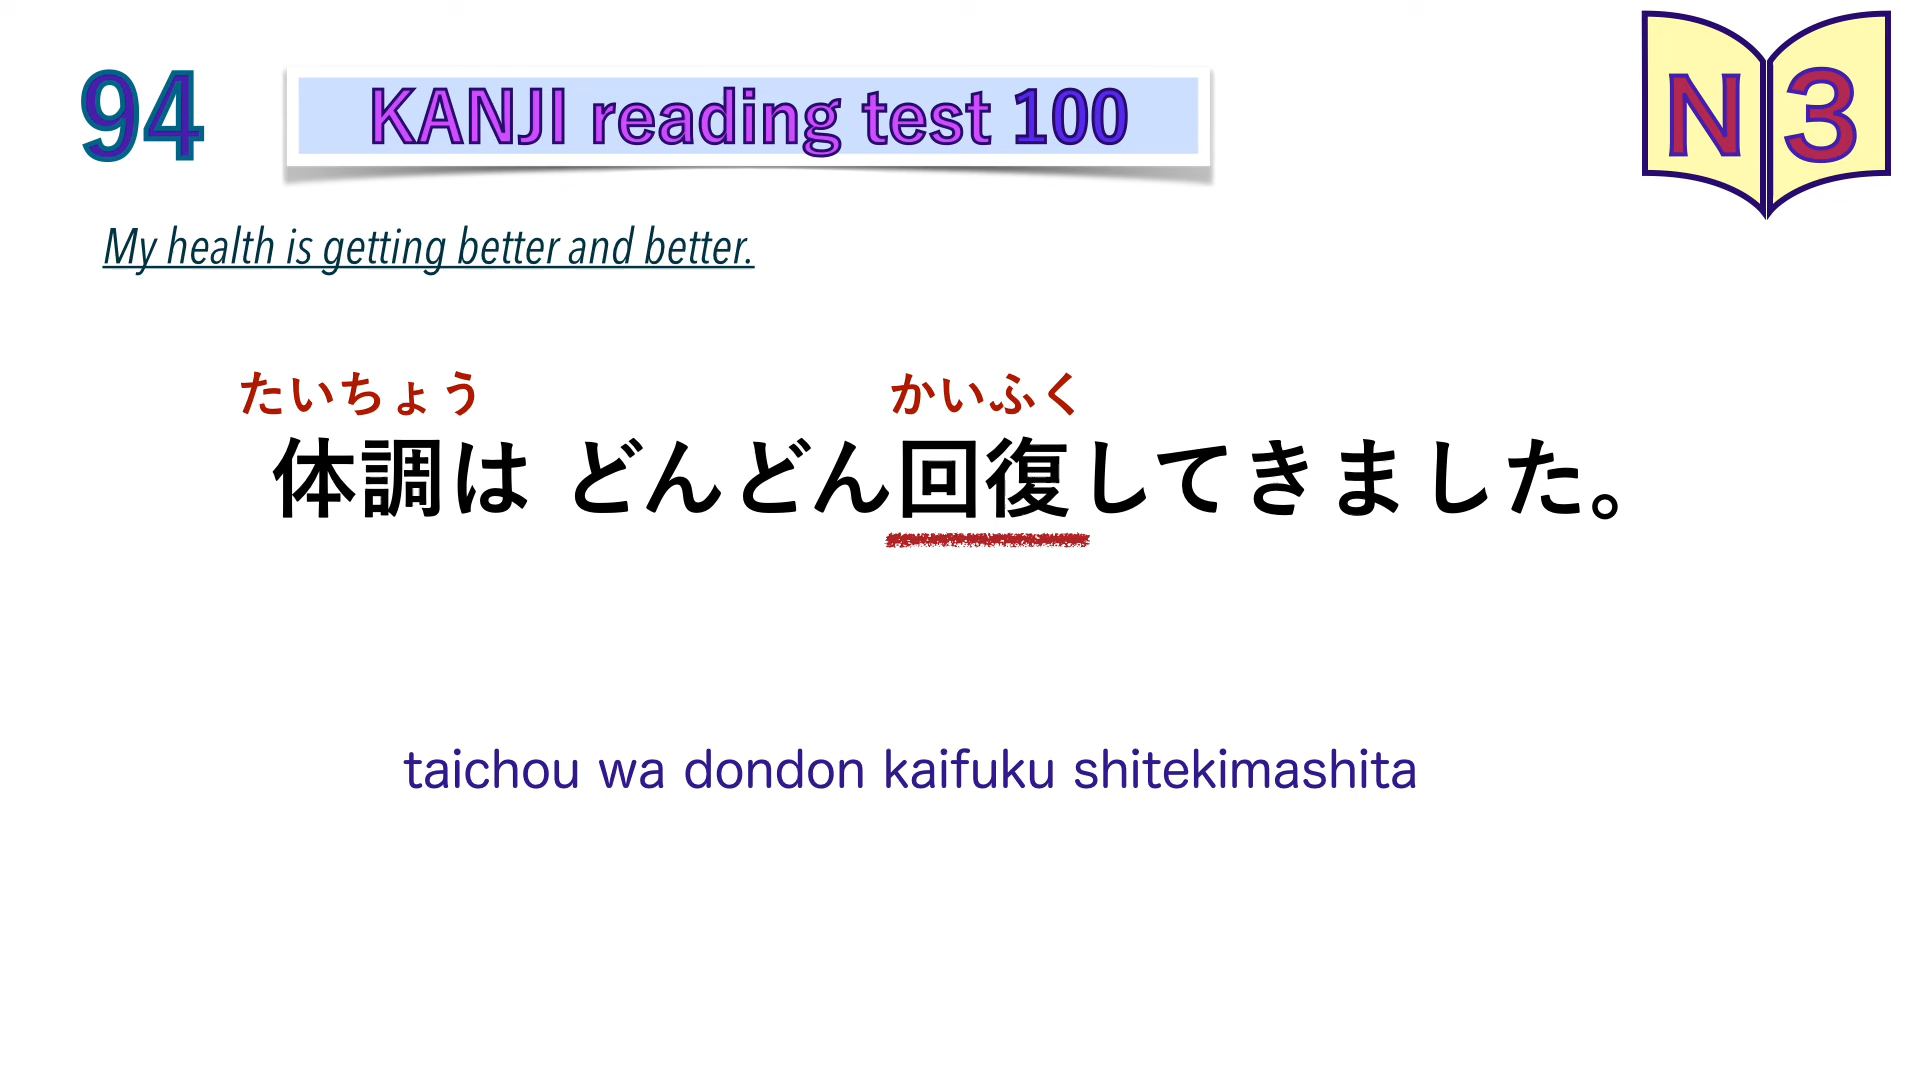 94
KANJI reading test 100
N3
My health is getting better and better.
たいちょう かいふく
体調は どんどん回復してきました。
taichou wa dondon kaifuku shitekimashita